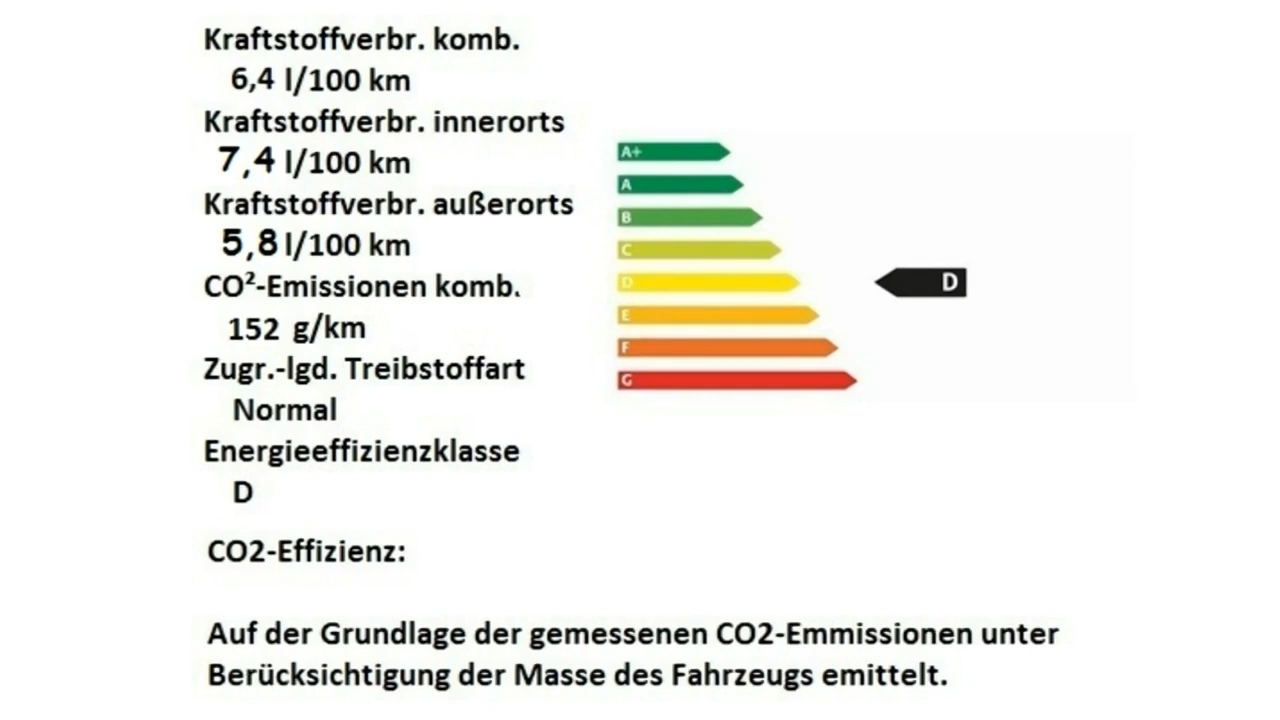 Kraftstoffverbr. komb.
6,4 l/100 km
Kraftstoffverbr. innerorts
7,4 l/100 km
Kraftstoffverbr. außerorts
5,8 l/100 km
CO²-Emissionen komb.
152 g/km
Zugr.-lgd. Treibstoffart
Normal
Energieeffizienzklasse
D
A+
A
B
C
D
D
E
F
G
CO2-Effizienz:
Auf der Grundlage der gemessenen CO2-Emmissionen unter
Berücksichtigung der Masse des Fahrzeugs emittelt.